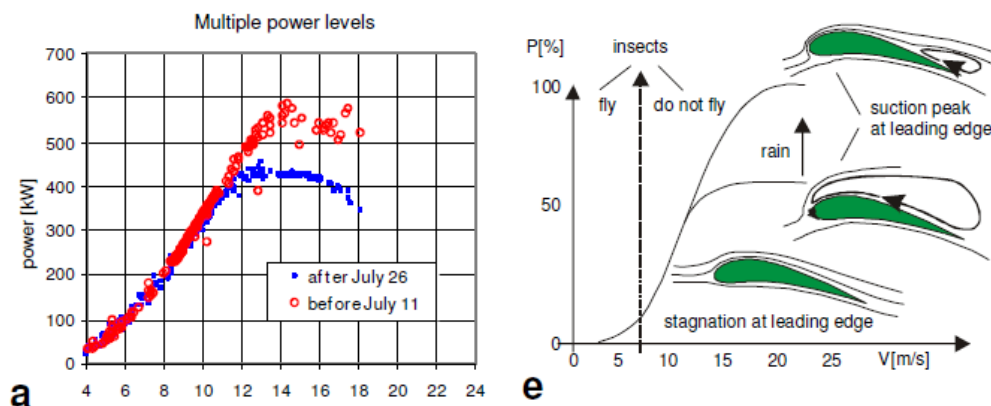 Multiple power levels
700
600
500
400
300
200
100
0
power [kW]
after July 26
before July 11
4 6 8 10 12 14 16 18 20 22 24
a
P[%]
insects
fly
do not fly
100
suction peak
at leading edge
rain
50
stagnation at leading edge
0
0 5 10 15 20 25 V[m/s]
e